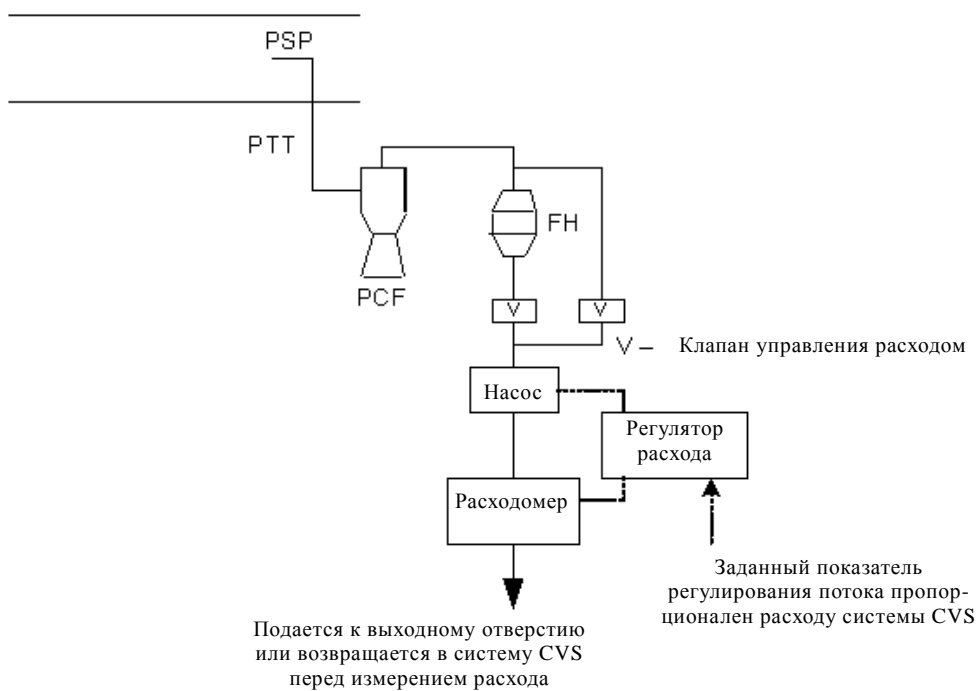 PSP
PTT
PCF
FH
V
V
V – Клапан управления расходом
Насос
Регулятор
расхода
Расходомер
Заданный показатель
регулирования потока пропор-
ционален расходу системы CVS
Подается к выходному отверстию
или возвращается в систему CVS
перед измерением расхода